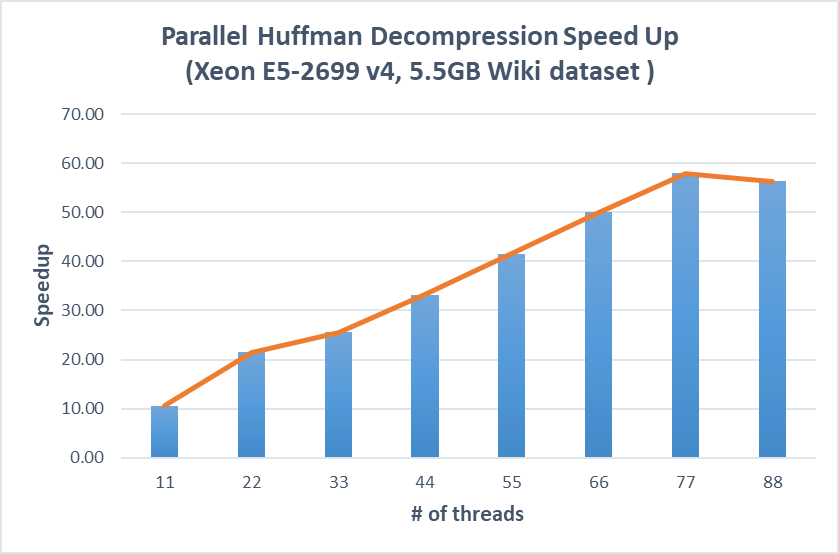 Parallel Huffman Decompression Speed Up
(Xeon E5-2699 v4, 5.5GB Wiki dataset )
70.00
60.00
50.00
40.00
30.00
20.00
10.00
0.00
Speedup
11 22 33 44 55 66 77 88
# of threads